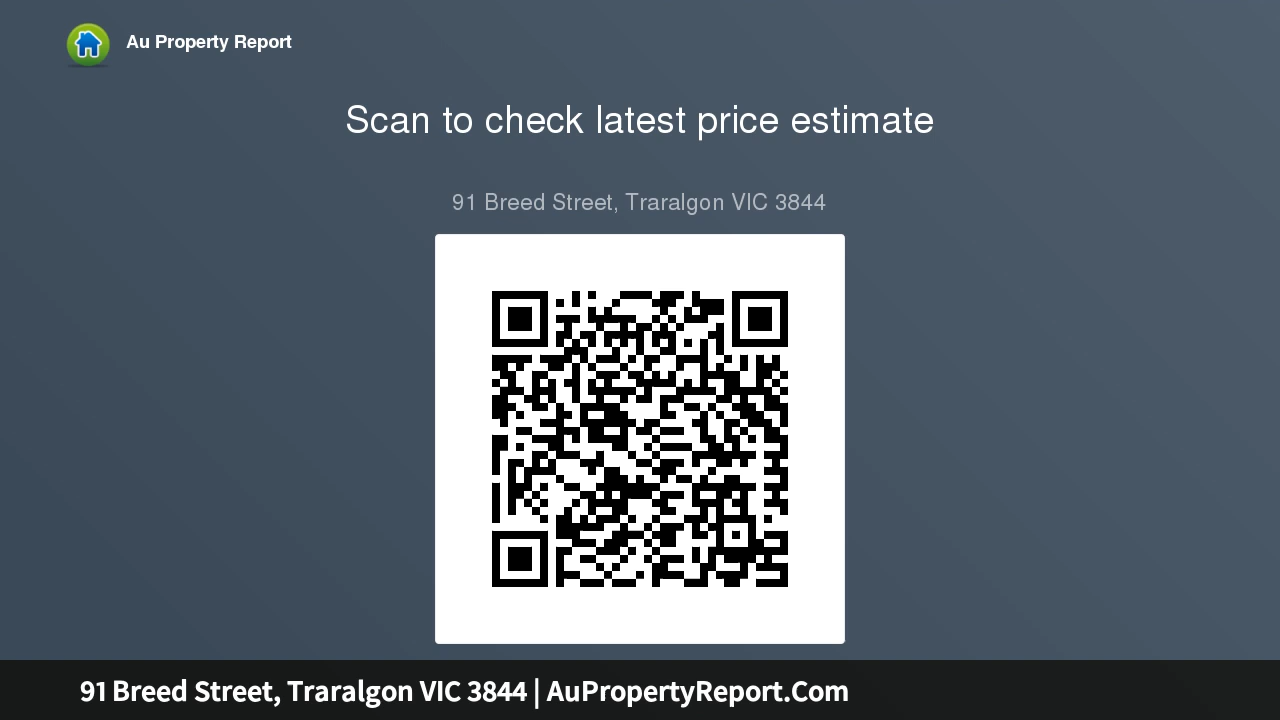 Au Property Report
Scan to check latest price estimate
91 Breed Street, Traralgon VIC 3844
91 Breed Street, Traralgon VIC 3844 | AuPropertyReport.Com